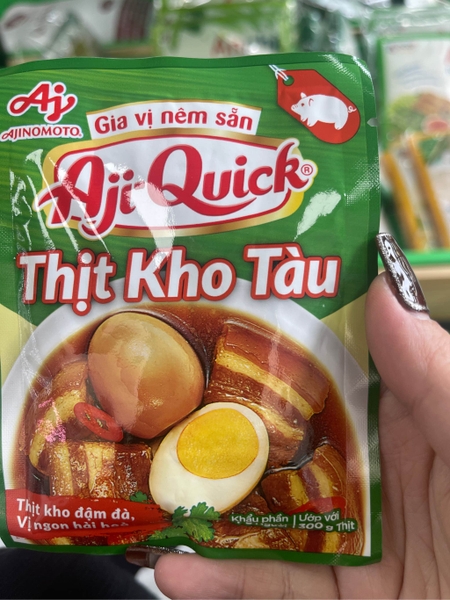 Aj
AJINOMOTO®
Gia vị nêm sẵn
Aji-Quick®
Thịt Kho Tàu
Thịt kho đậm đà,
Vị ngon hài hoà
Khẩu phần
Ướp với
300g Thịt